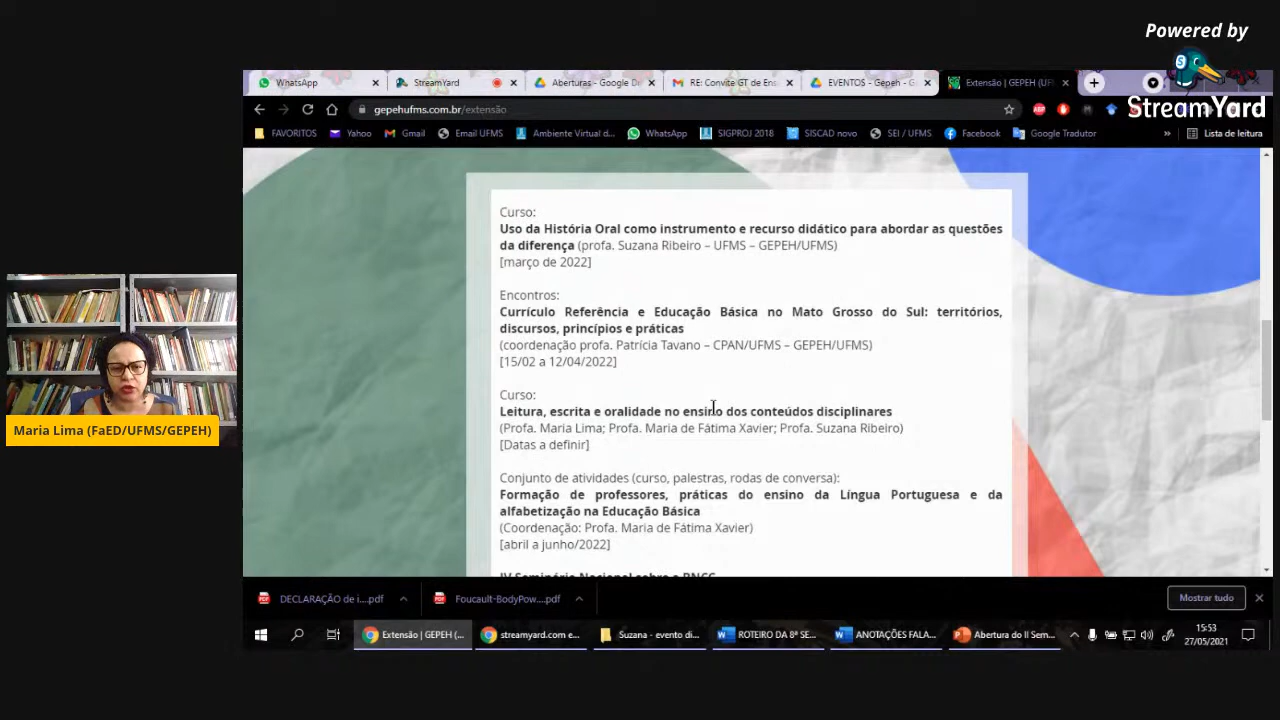 Powered by
StreamYard
WhatsApp
StreamYard
Aberturas - Google Dr
RE: Convite GT de Ens
EVENTOS - Gepeh - G
Extensão | GEPEH (UF
gepehufms.com.br/extensão
FAVORITOS
Yahoo
Gmail
Email UFMS
Ambiente Virtual d...
WhatsApp
SIGPROJ 2018
SISCAD novo
SEI / UFMS
Facebook
Google Tradutor
»
Lista de leitura
Curso:
Uso da História Oral como instrumento e recurso didático para abordar as questões
da diferença (profa. Suzana Ribeiro – UFMS – GEPEH/UFMS)
[março de 2022]
Encontros:
Currículo Referência e Educação Básica no Mato Grosso do Sul: territórios,
discursos, princípios e práticas
(coordenação profa. Patrícia Tavano – CPAN/UFMS – GEPEH/UFMS)
[15/02 a 12/04/2022]
Curso:
Leitura, escrita e oralidade no ensino dos conteúdos disciplinares
(Profa. Maria Lima; Profa. Maria de Fátima Xavier; Profa. Suzana Ribeiro)
[Datas a definir]
Conjunto de atividades (curso, palestras, rodas de conversa):
Formação de professores, práticas do ensino da Língua Portuguesa e da
alfabetização na Educação Básica
(Coordenação: Profa. Maria de Fátima Xavier)
[abril a junho/2022]
IV Seminário Nacional sobre a BNCC
Maria Lima (FaED/UFMS/GEPEH)
DECLARAÇÃO de i....pdf
Foucault-BodyPow....pdf
Mostrar tudo
Extensão | GEPEH (...
streamyard.com e...
Suzana - evento di...
ROTEIRO DA 8ª SE...
ANOTAÇÕES FALA...
Abertura do II Sem...
15:53
27/05/2021